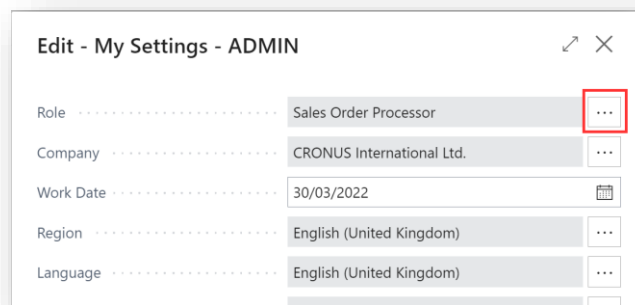 Edit - My Settings - ADMIN
Role Sales Order Processor ...
Company CRONUS International Ltd. ...
Work Date 30/03/2022
Region English (United Kingdom) ...
Language English (United Kingdom) ...